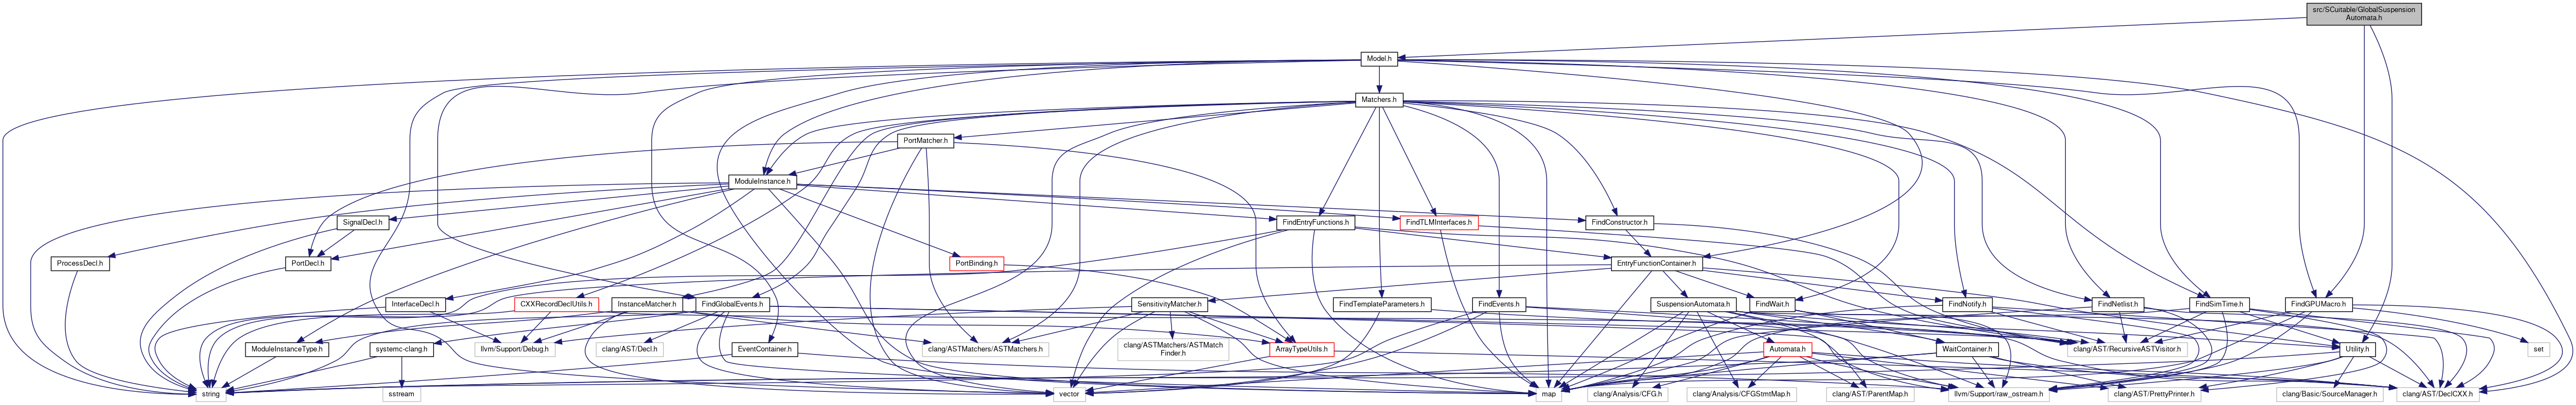 src/SCuitable/GlobalSuspension
Automata.h
Model.h
Matchers.h
PortMatcher.h
ModuleInstance.h
SignalDecl.h
FindEntryFunctions.h
FindTLMInterfaces.h
FindConstructor.h
ProcessDecl.h
PortDecl.h
PortBinding.h
EntryFunctionContainer.h
InterfaceDecl.h
CXXRecordDeclUtils.h
InstanceMatcher.h
FindGlobalEvents.h
SensitivityMatcher.h
FindTemplateParameters.h
FindEvents.h
SuspensionAutomata.h
FindWait.h
FindNotify.h
FindNetlist.h
FindSimTime.h
FindGPUMacro.h
ModuleInstanceType.h
systemc-clang.h
llvm/Support/Debug.h
clang/AST/Decl.h
EventContainer.h
clang/ASTMatchers/ASTMatchers.h
clang/ASTMatchers/ASTMatch
Finder.h
ArrayTypeUtils.h
Automata.h
WaitContainer.h
clang/AST/RecursiveASTVisitor.h
Utility.h
set
string
sstream
vector
map
clang/Analysis/CFG.h
clang/Analysis/CFGStmtMap.h
clang/AST/ParentMap.h
llvm/Support/raw_ostream.h
clang/AST/PrettyPrinter.h
clang/Basic/SourceManager.h
clang/AST/DeclCXX.h